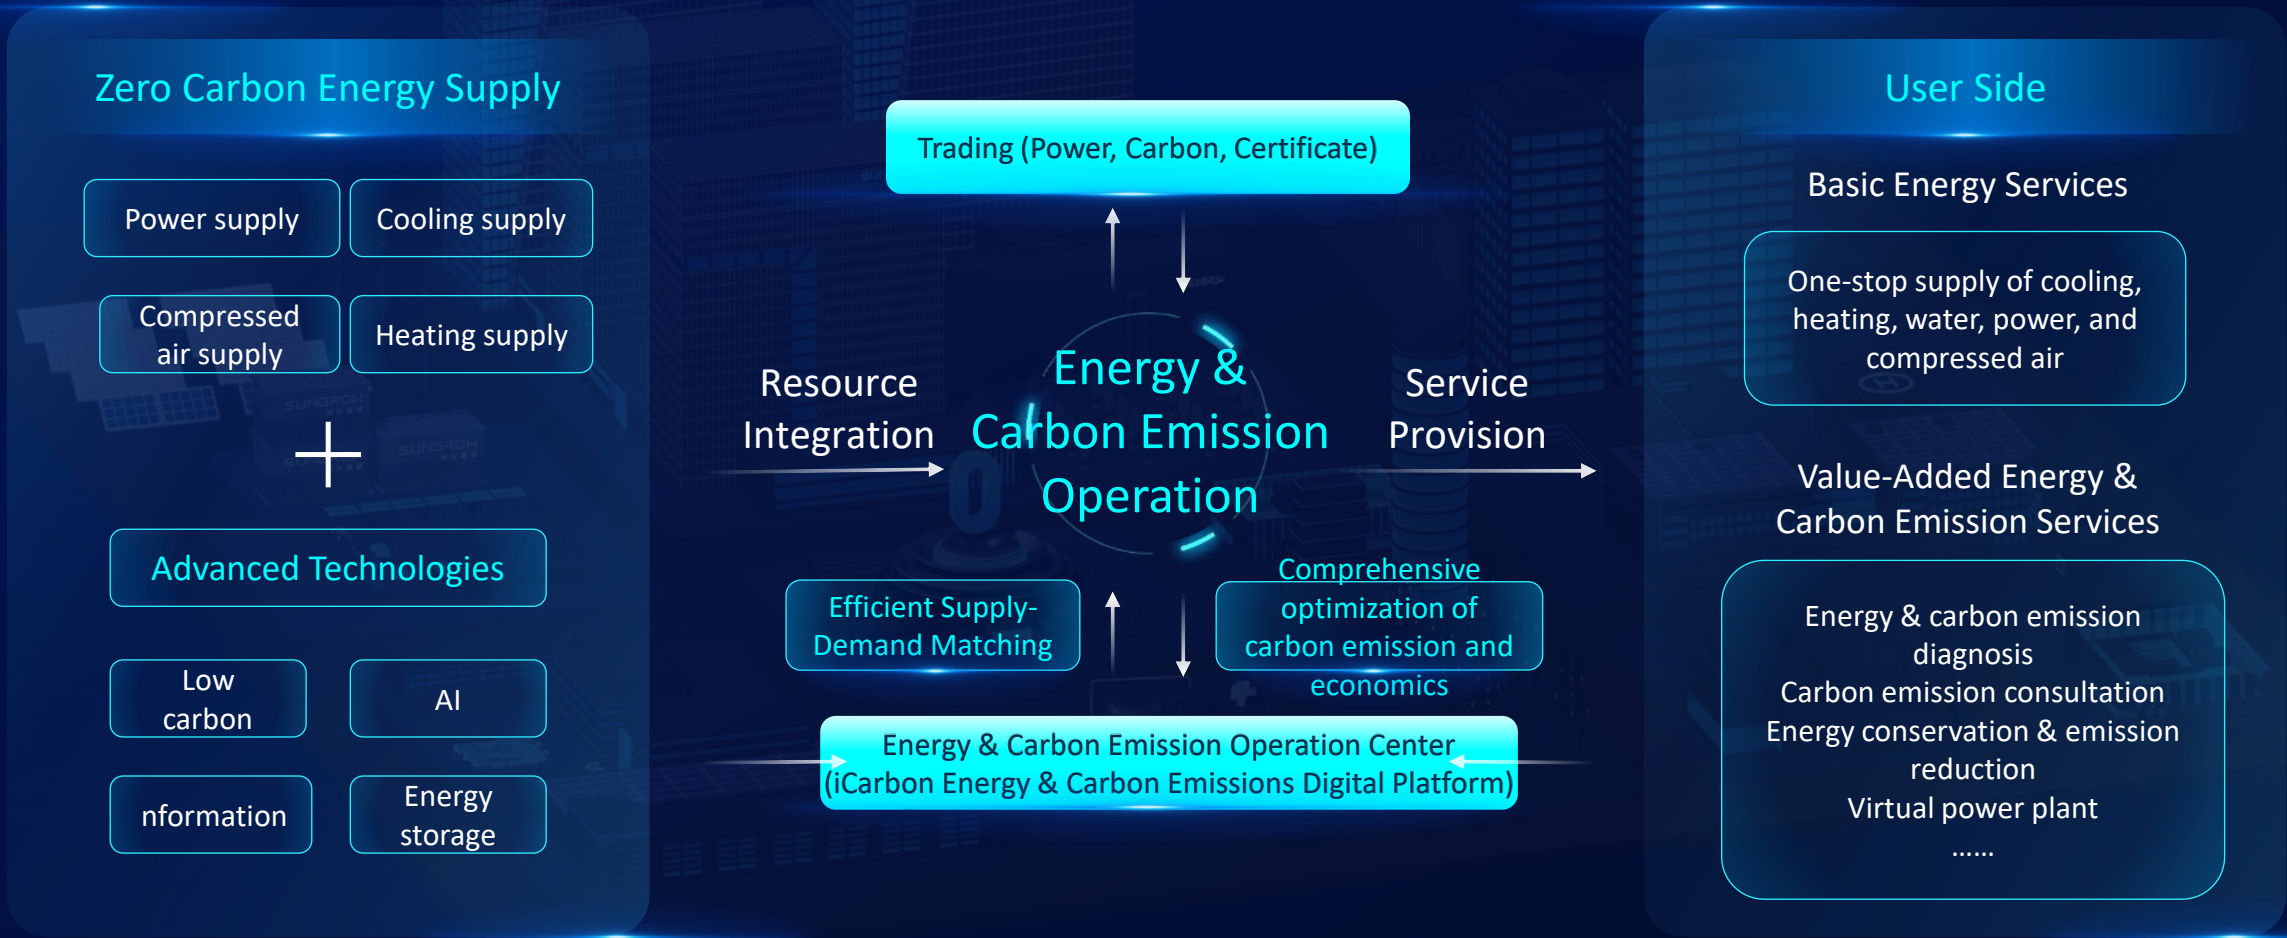 Zero Carbon Energy Supply
Power supply
Cooling supply
Compressed
air supply
Heating supply
Advanced Technologies
Low
carbon
AI
nformation
Energy
storage
Trading (Power, Carbon, Certificate)
Resource
Integration
Energy &
Carbon Emission
Operation
Service
Provision
Efficient Supply-
Demand Matching
Comprehensive
optimization of
carbon emission and
economics
Energy & Carbon Emission Operation Center
(iCarbon Energy & Carbon Emissions Digital Platform)
User Side
Basic Energy Services
One-stop supply of cooling,
heating, water, power, and
compressed air
Value-Added Energy &
Carbon Emission Services
Energy & carbon emission
diagnosis
Carbon emission consultation
Energy conservation & emission
reduction
Virtual power plant
......
SUNGROW
SUNGROW